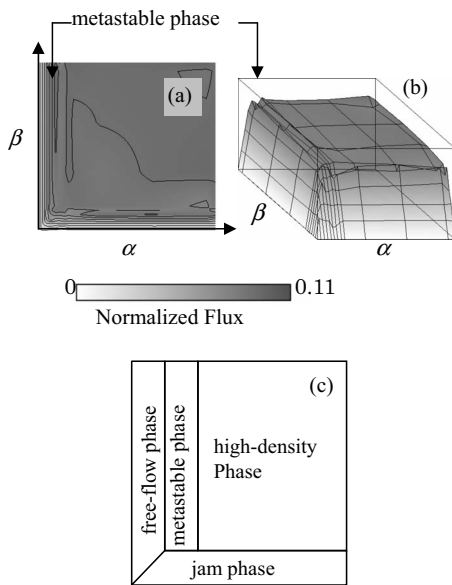 metastable phase
(a)
(b)
β
α
β
α
0
0.11
Normalized Flux
(c)
free-flow phase
metastable phase
high-density
Phase
jam phase